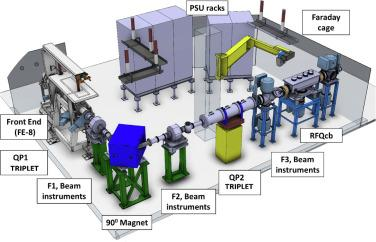 PSU racks
Faraday
cage
Front End
(FE-8)
QP1
TRIPLET
F1, Beam
instruments
90⁰ Magnet
F2, Beam
instruments
QP2
TRIPLET
F3, Beam
instruments
RFQcb